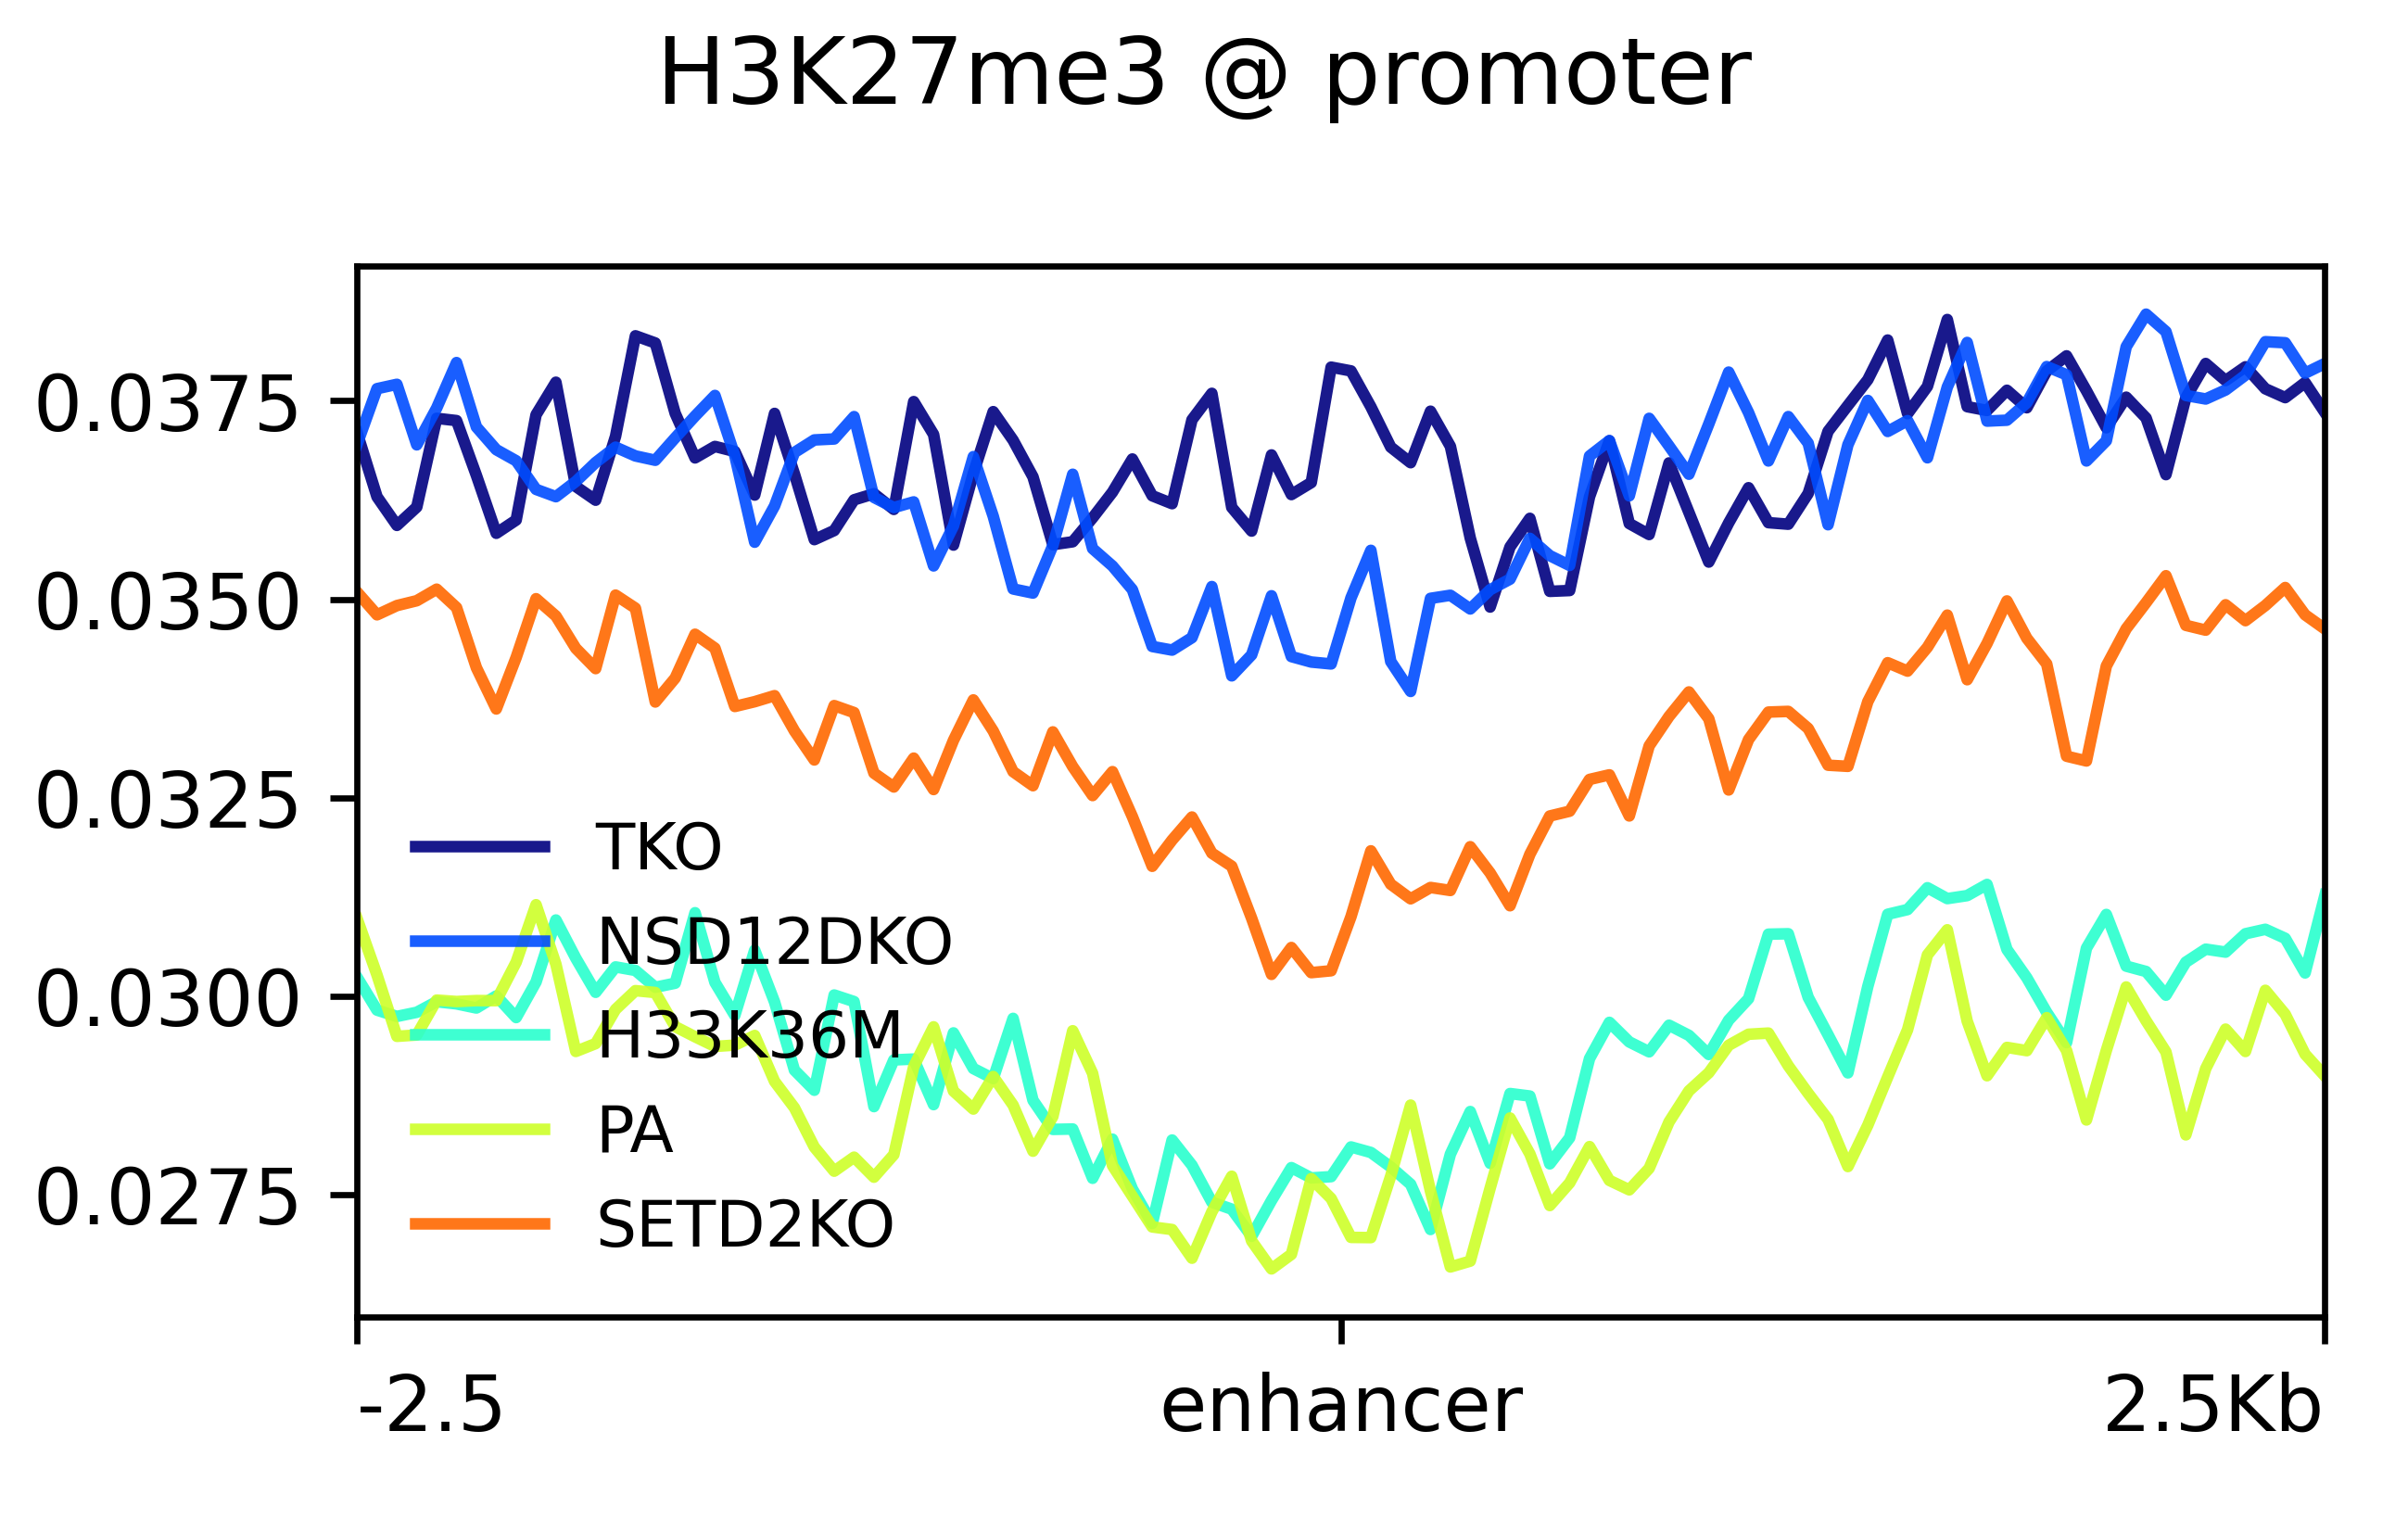 H3K27me3 @ promoter
0.0375
0.0350
0.0325
0.0300
0.0275
TKO
NSD12DKO
H33K36M
PA
SETD2KO
-2.5
enhancer
2.5Kb